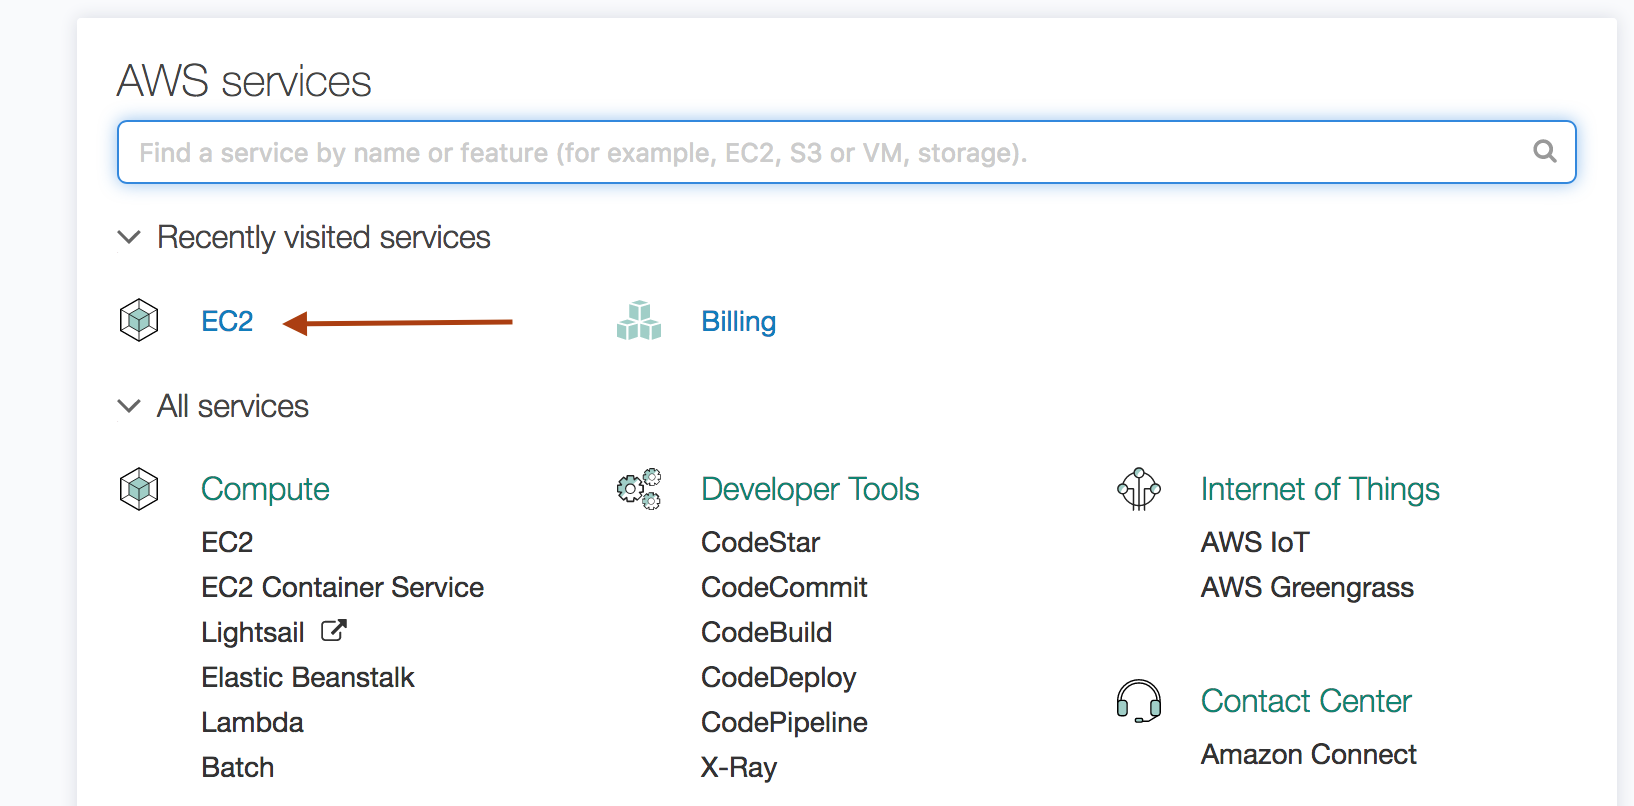 AWS services
Find a service by name or feature (for example, EC2, S3 or VM, storage).
Recently visited services
EC2
Billing
All services
Compute
EC2
EC2 Container Service
Lightsail
Elastic Beanstalk
Lambda
Batch
Developer Tools
CodeStar
CodeCommit
CodeBuild
CodeDeploy
CodePipeline
X-Ray
Internet of Things
AWS IoT
AWS Greengrass
Contact Center
Amazon Connect